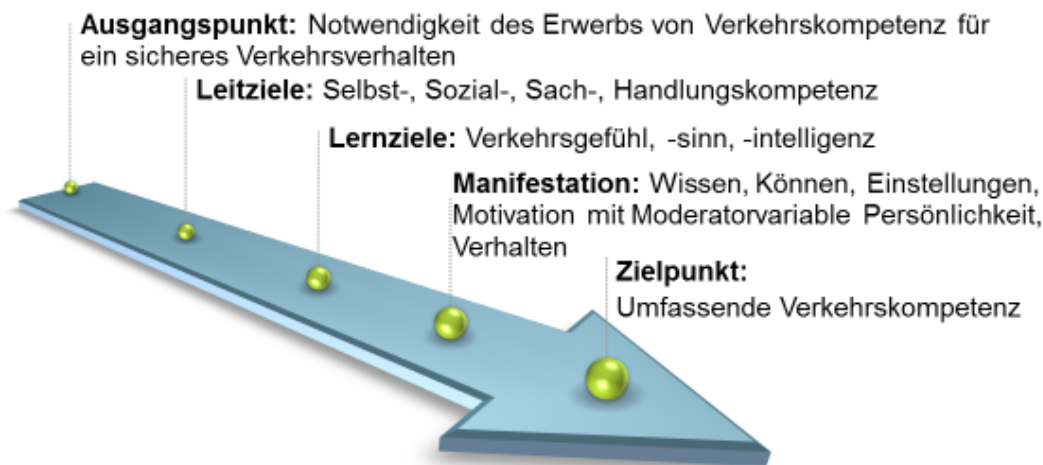 Ausgangspunkt: Notwendigkeit des Erwerbs von Verkehrskompetenz für
ein sicheres Verkehrsverhalten
Leitziele: Selbst-, Sozial-, Sach-, Handlungskompetenz
Lernziele: Verkehrsgefühl, -sinn, -intelligenz
Manifestation: Wissen, Können, Einstellungen,
Motivation mit Moderatorvariable Persönlichkeit,
Verhalten
Zielpunkt:
Umfassende Verkehrskompetenz